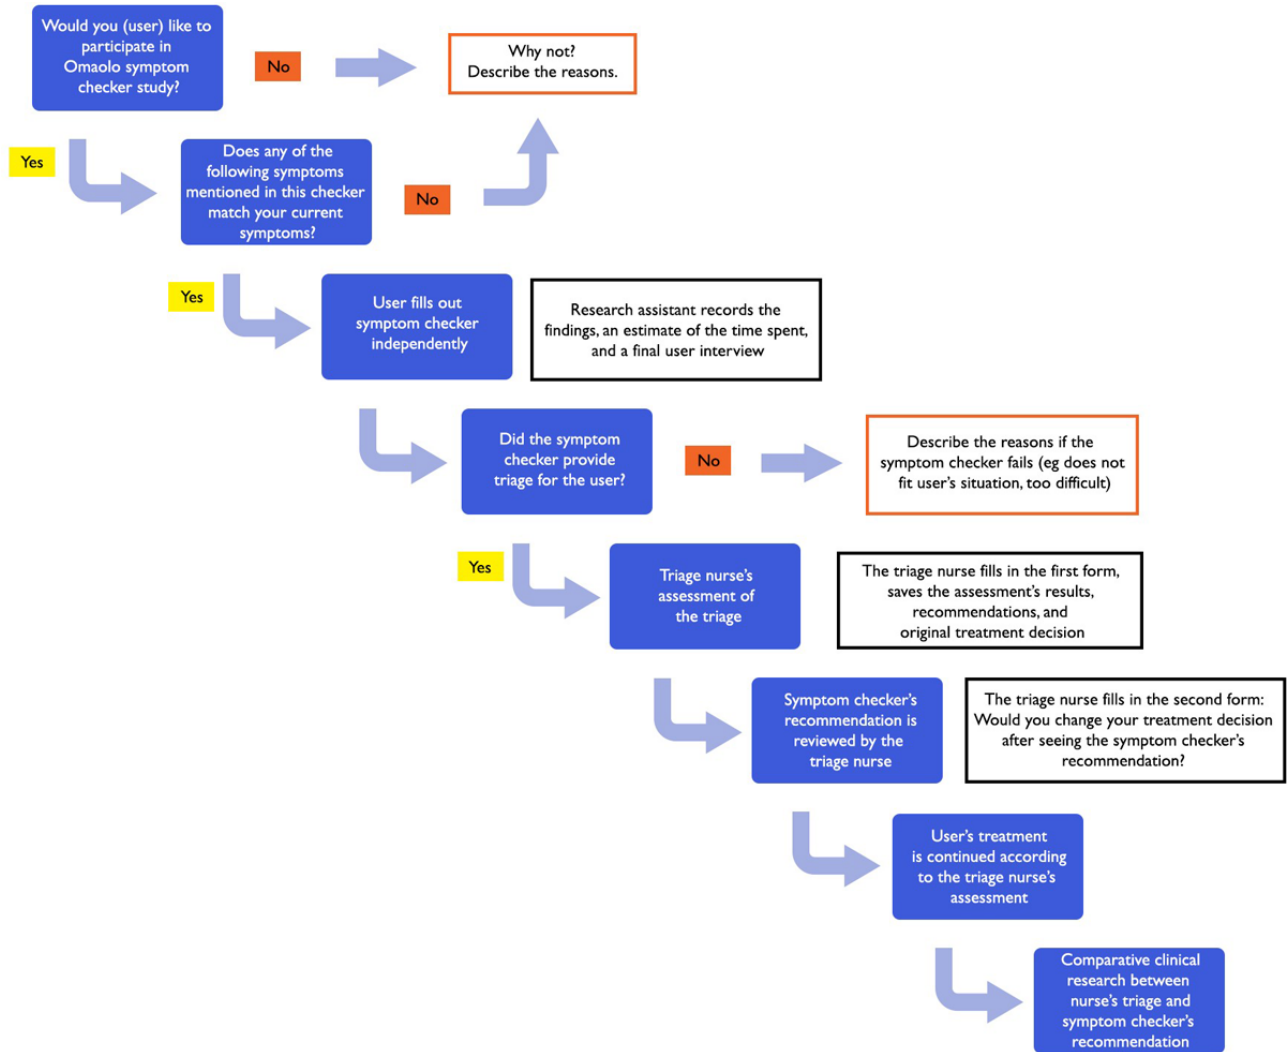 Would you (user) like to
participate in
Omaolo symptom
checker study?
No
Why not?
Describe the reasons.
Yes
Does any of the
following symptoms
mentioned in this checker
match your current
symptoms?
No
Yes
User fills out
symptom checker
independently
Research assistant records the
findings, an estimate of the time spent,
and a final user interview
Did the symptom
checker provide
triage for the user?
No
Describe the reasons if the
symptom checker fails (eg does not
fit user's situation, too difficult)
Yes
Triage nurse's
assessment of
the triage
The triage nurse fills in the first form,
saves the assessment's results,
recommendations, and
original treatment decision
Symptom checker's
recommendation is
reviewed by the
triage nurse
The triage nurse fills in the second form:
Would you change your treatment decision
after seeing the symptom checker's
recommendation?
User's treatment
is continued according
to the triage nurse's
assessment
Comparative clinical
research between
nurse's triage and
symptom checker's
recommendation